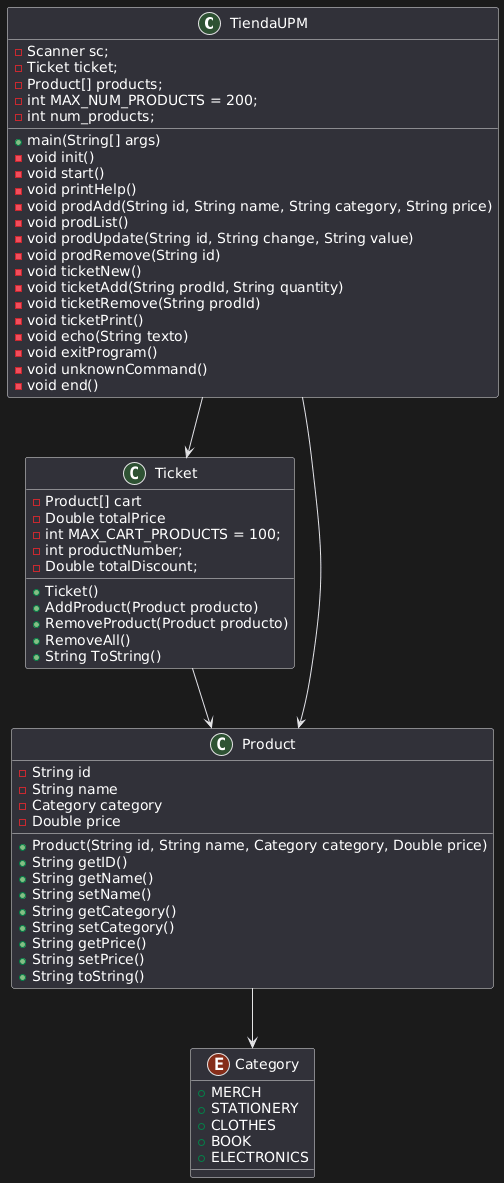 C TiendaUPM
Scanner sc;
Ticket ticket;
Product[] products;
int MAX_NUM_PRODUCTS = 200;
int num_products;
main(String[] args)
void init()
void start()
void printHelp()
void prodAdd(String id, String name, String category, String price)
void prodList()
void prodUpdate(String id, String change, String value)
void prodRemove(String id)
void ticketNew()
void ticketAdd(String prodId, String quantity)
void ticketRemove(String prodId)
void ticketPrint()
void echo(String texto)
void exitProgram()
void unknownCommand()
void end()
C Ticket
Product[] cart
Double totalPrice
int MAX_CART_PRODUCTS = 100;
int productNumber;
Double totalDiscount;
Ticket()
AddProduct(Product producto)
RemoveProduct(Product producto)
RemoveAll()
String ToString()
C Product
String id
String name
Category category
Double price
Product(String id, String name, Category category, Double price)
String getID()
String getName()
String setName()
String getCategory()
String setCategory()
String getPrice()
String setPrice()
String toString()
E Category
MERCH
STATIONERY
CLOTHES
BOOK
ELECTRONICS